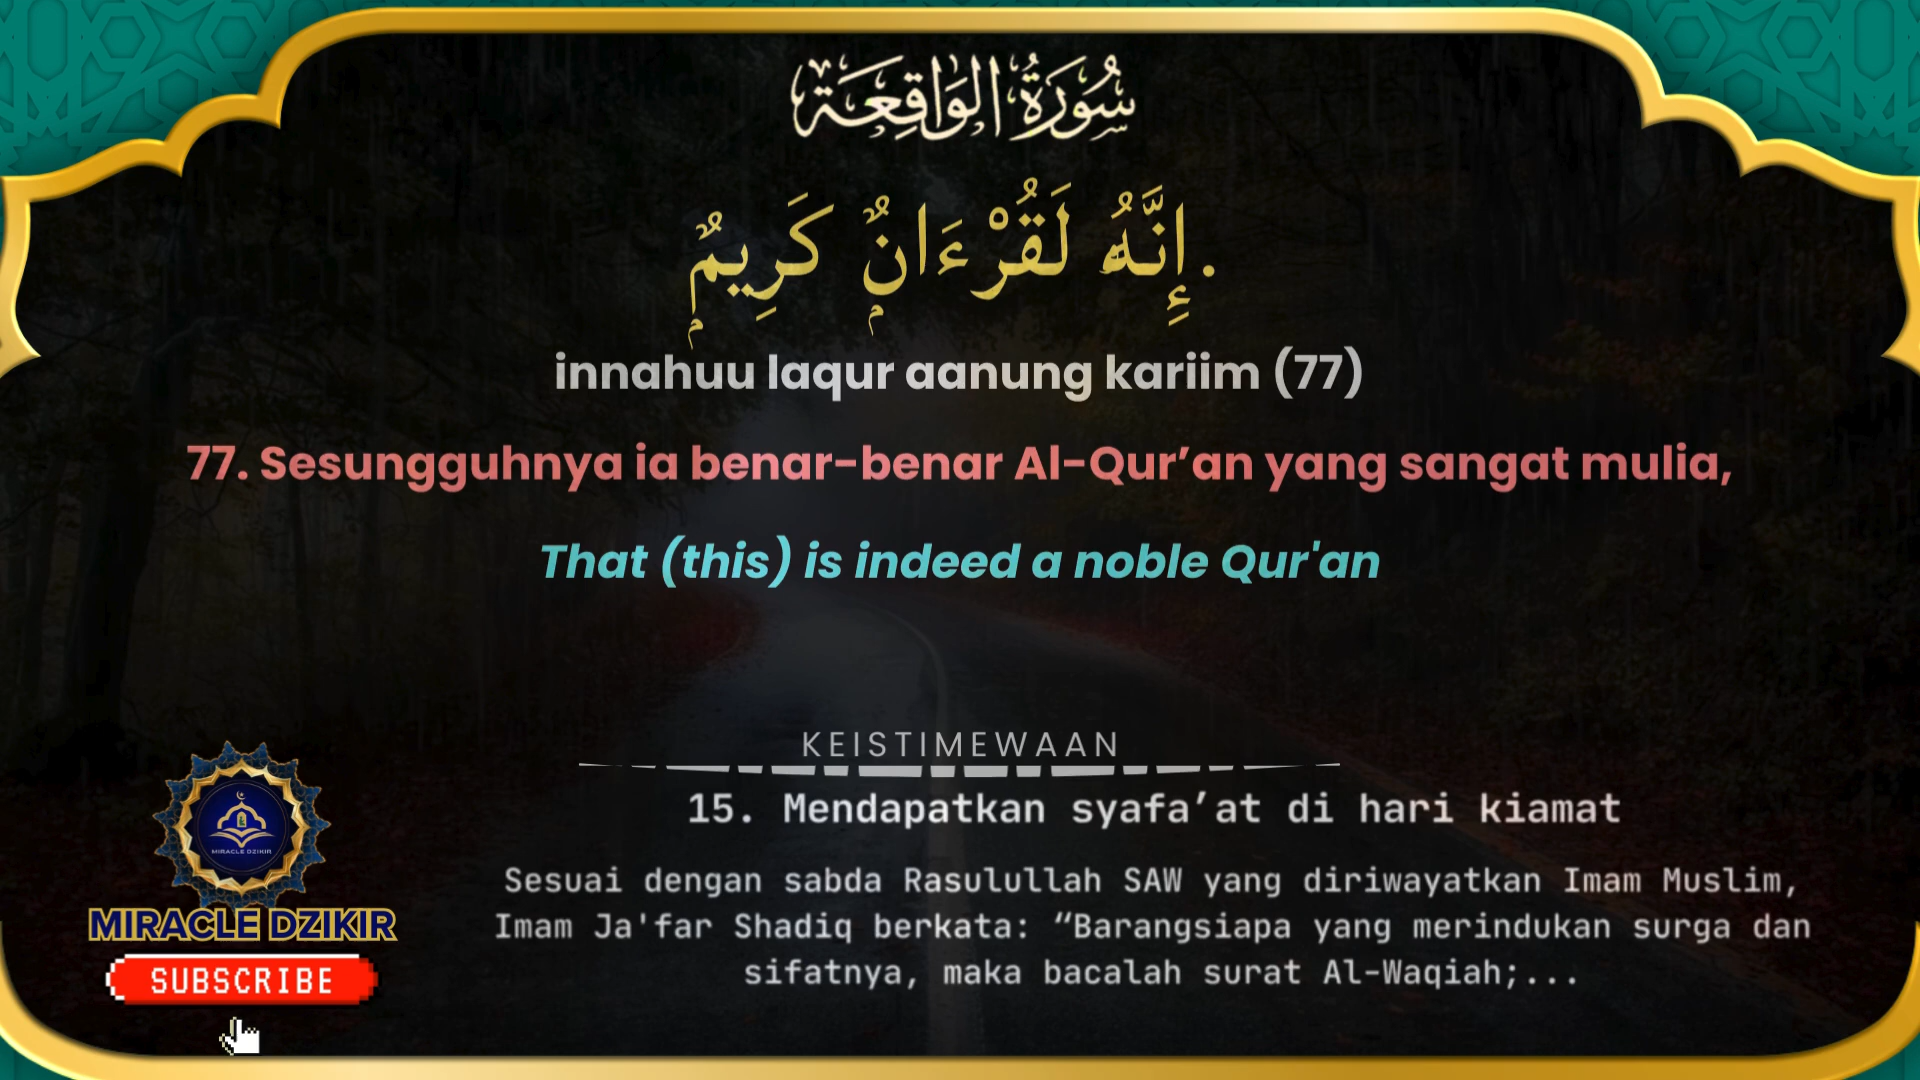 سُورَةُ الوَاقِعَة
.إِنَّهُۥ لَقُرْءَانٌۭ كَرِيمٌۭ
innahuu laqur aanung kariim (77)
77. Sesungguhnya ia benar-benar Al-Qur’an yang sangat mulia,
That (this) is indeed a noble Qur'an
KEISTIMEWAAN
15. Mendapatkan syafa’at di hari kiamat
Sesuai dengan sabda Rasulullah SAW yang diriwayatkan Imam Muslim,
Imam Ja'far Shadiq berkata: “Barangsiapa yang merindukan surga dan
sifatnya, maka bacalah surat Al-Waqiah;...
MIRACLE DZIKIR
MIRACLE DZIKIR
SUBSCRIBE